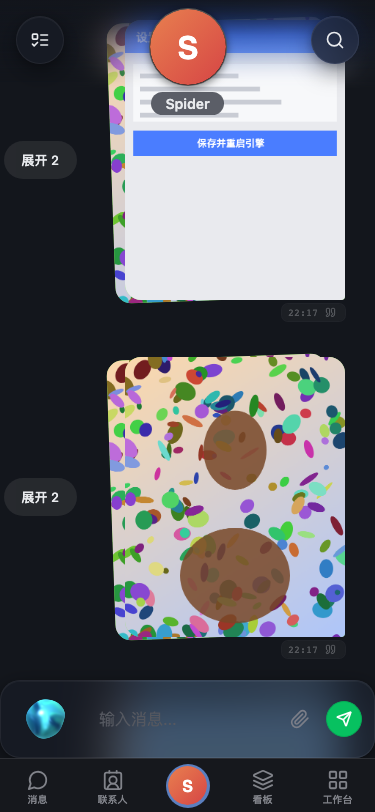 设
S
Spider
保存并重启引擎
展开 2
22:17
展开 2
22:17
输入消息...
消息
联系人
S
看板
工作台